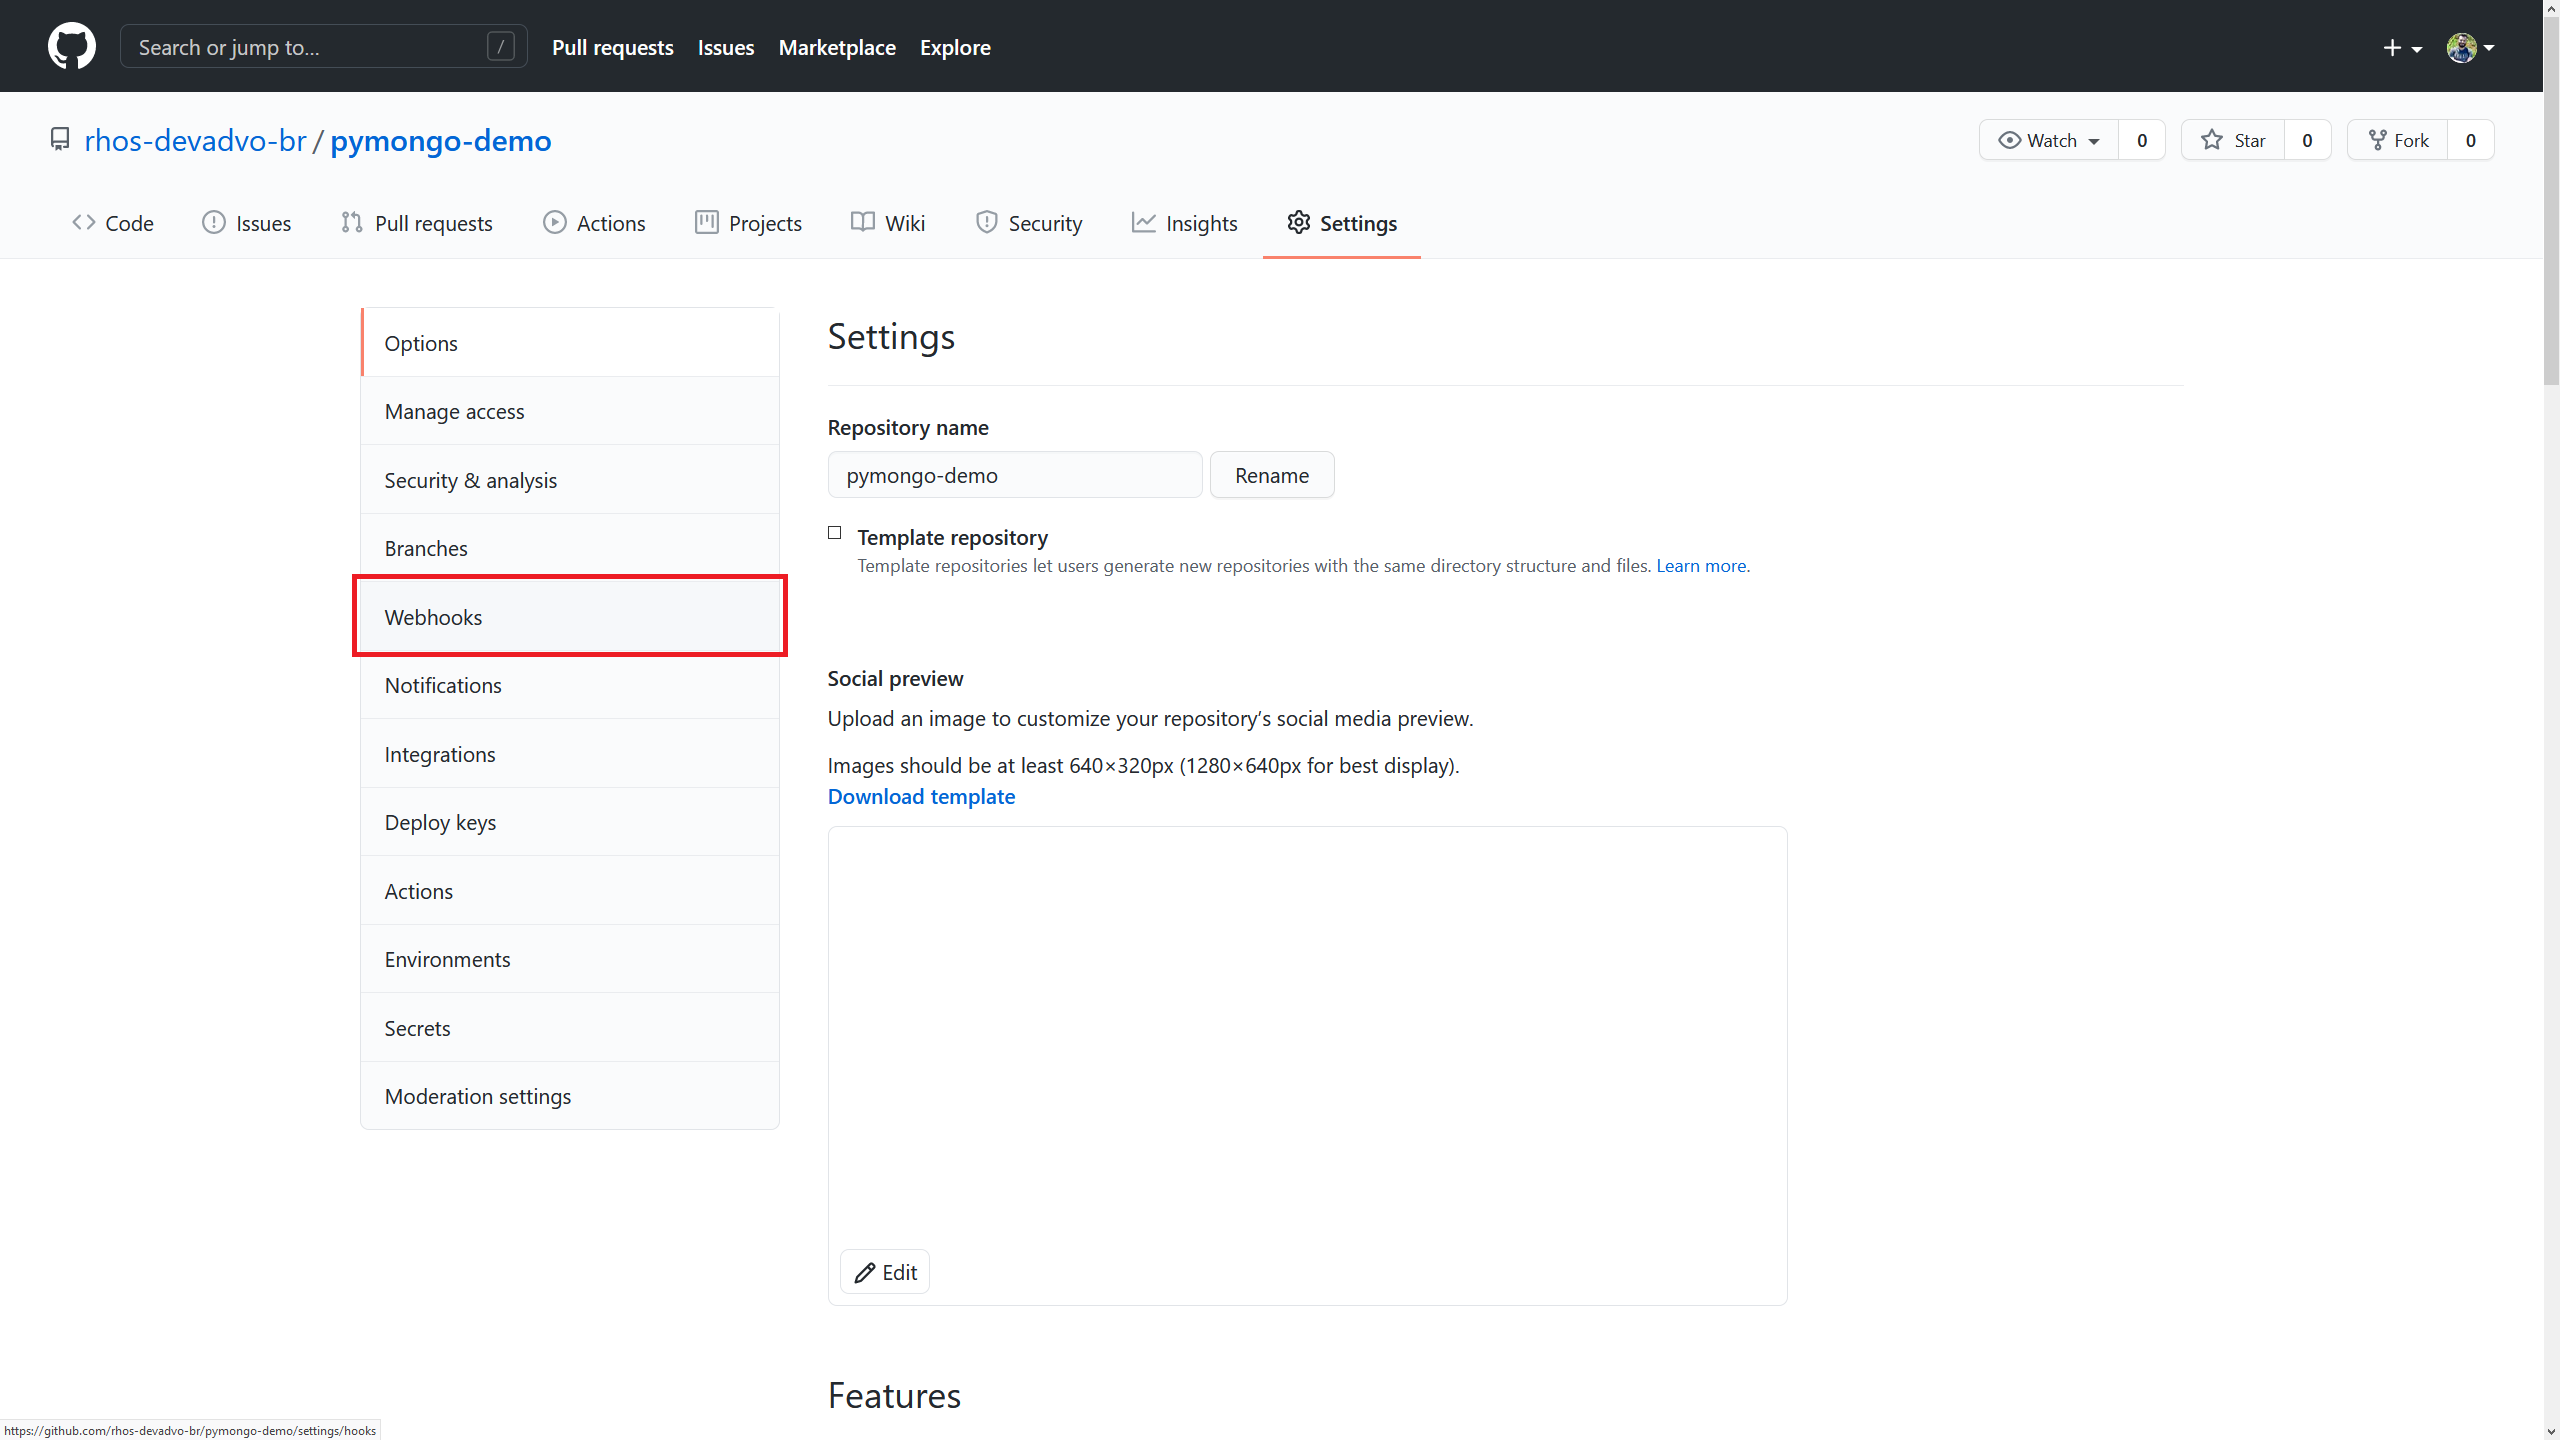 Search or jump to... / Pull requests Issues Marketplace Explore
rhos-devadvo-br / pymongo-demo Watch 0 Star 0 Fork 0
Code Issues Pull requests Actions Projects Wiki Security Insights Settings
Options
Manage access
Security & analysis
Branches
Webhooks
Notifications
Integrations
Deploy keys
Actions
Environments
Secrets
Moderation settings
Settings
Repository name
pymongo-demo Rename
Template repository
Template repositories let users generate new repositories with the same directory structure and files. Learn more.
Social preview
Upload an image to customize your repository’s social media preview.
Images should be at least 640×320px (1280×640px for best display).
Download template
Edit
Features
https://github.com/rhos-devadvo-br/pymongo-demo/settings/hooks